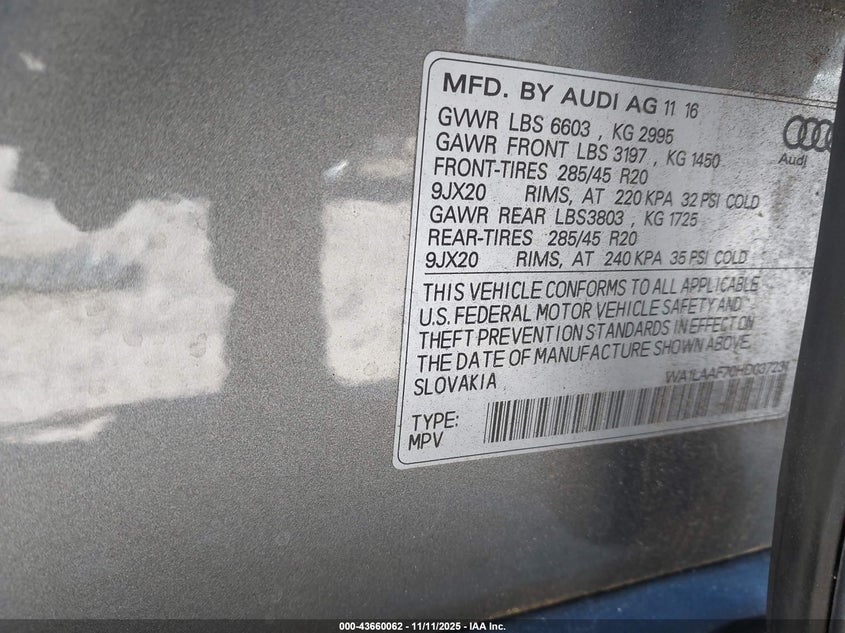 MFD. BY AUDI AG 11 16
GVWR LBS 6603 , KG 2995
GAWR FRONT LBS 3197 , KG 1450
FRONT-TIRES 285/45 R20
9JX20 RIMS, AT 220 KPA 32 PSI COLD
GAWR REAR LBS3803 , KG 1725
REAR-TIRES 285/45 R20
9JX20 RIMS, AT 240 KPA 35 PSI COLD
Audi
THIS VEHICLE CONFORMS TO ALL APPLICABLE
U.S. FEDERAL MOTOR VEHICLE SAFETY AND
THEFT PREVENTION STANDARDS IN EFFECT ON
THE DATE OF MANUFACTURE SHOWN ABOVE.
SLOVAKIA
TYPE:
MPV
000-43660062 - 11/11/2025 - IAA Inc.